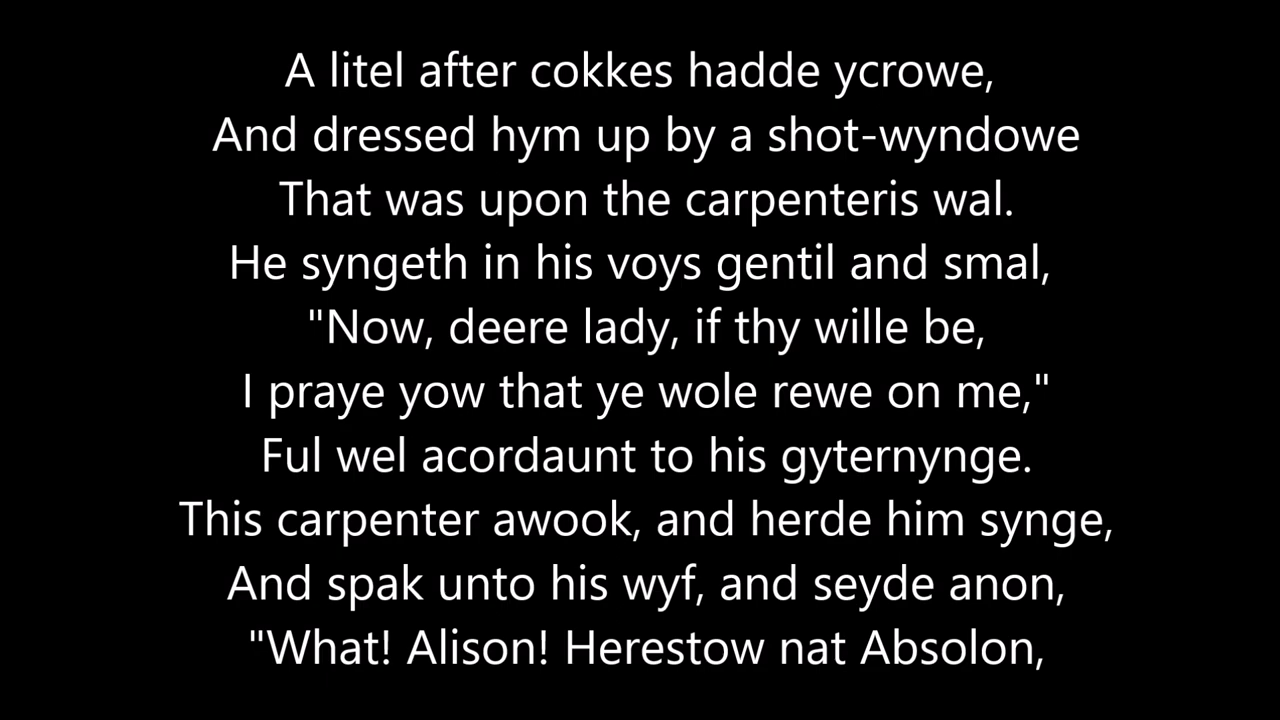 A litel after cokkes hadde ycrowe,
And dressed hym up by a shot-wyndowe
That was upon the carpenteris wal.
He syngeth in his voys gentil and smal,
"Now, deere lady, if thy wille be,
I praye yow that ye wole rewe on me,"
Ful wel acordaunt to his gyternynge.
This carpenter awook, and herde him synge,
And spak unto his wyf, and seyde anon,
"What! Alison! Herestow nat Absolon,